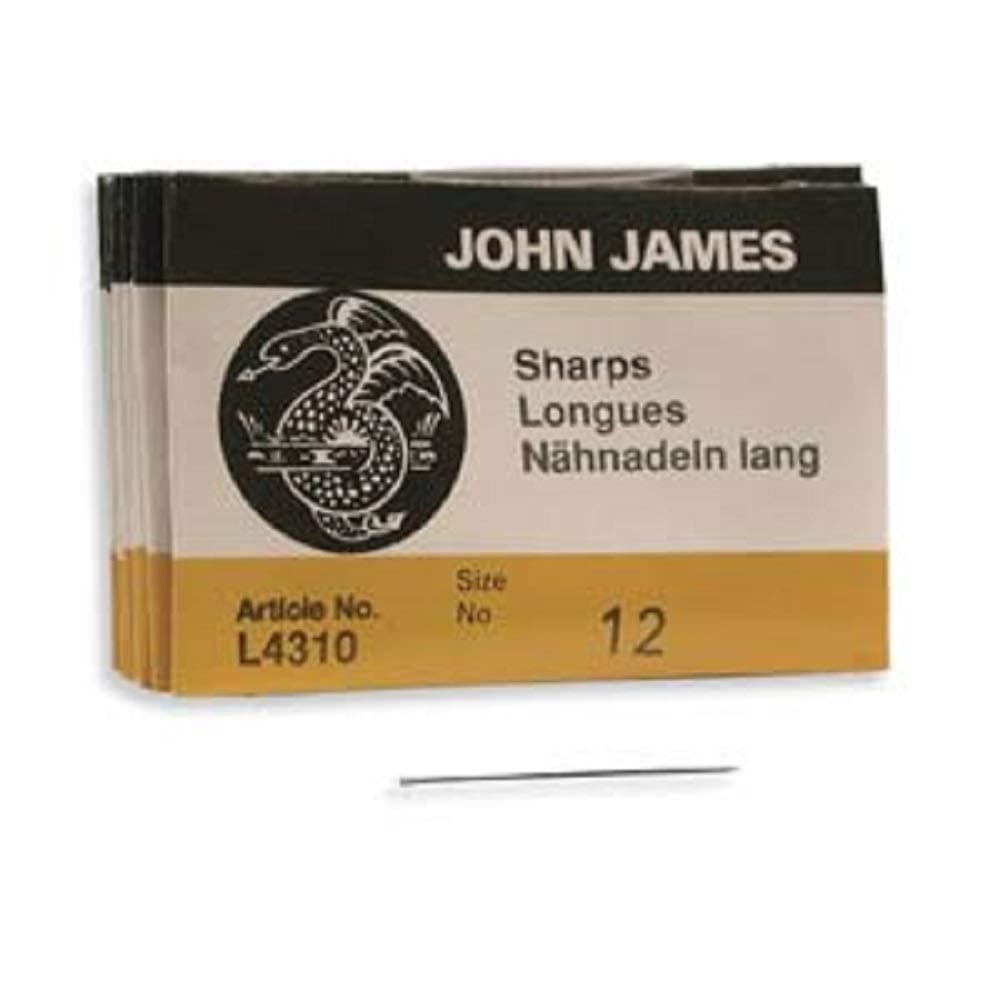 JOHN JAMES
Sharps
Longues
Nähnadeln lang
Article No.
L4310
Size
No
12